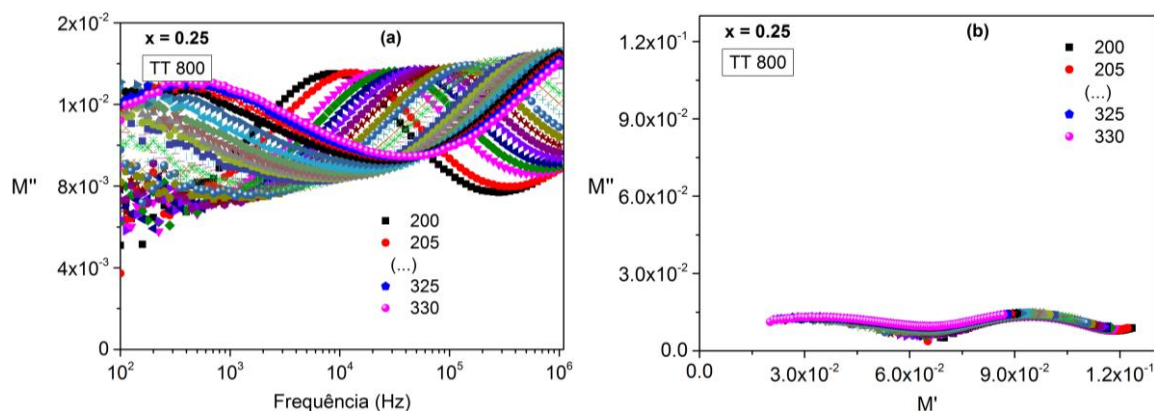 x = 0.25
(a)
TT 800
M''
2x10⁻²
1x10⁻²
8x10⁻³
4x10⁻³
0
200
205
(...)
325
330
10² 10³ 10⁴ 10⁵ 10⁶
Frequência (Hz)
x = 0.25
(b)
TT 800
M''
1.2x10⁻¹
9.0x10⁻²
6.0x10⁻²
3.0x10⁻²
0.0
200
205
(...)
325
330
0.0 3.0x10⁻² 6.0x10⁻² 9.0x10⁻² 1.2x10⁻¹
M'